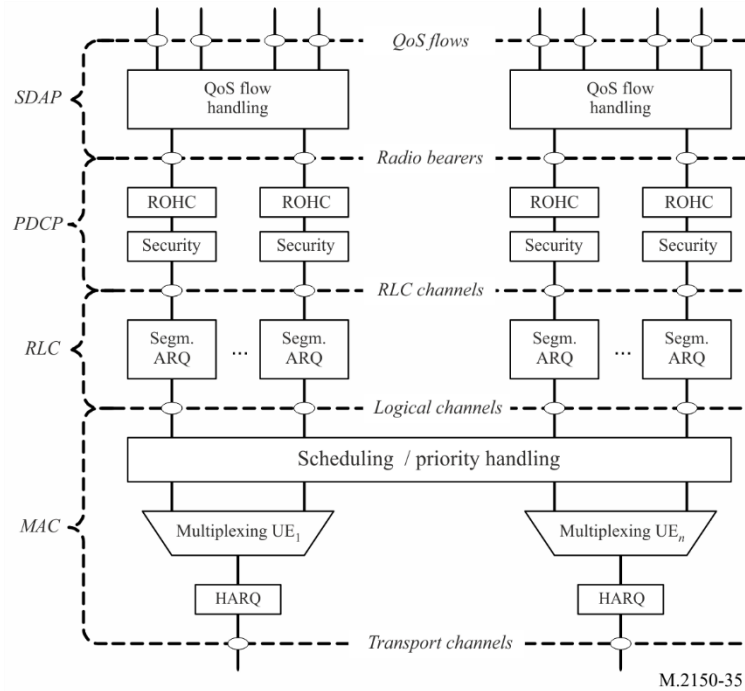 QoS flows
SDAP
QoS flow
handling
QoS flow
handling
Radio bearers
PDCP
ROHC
ROHC
ROHC
ROHC
Security
Security
Security
Security
RLC channels
RLC
Segm.
ARQ
...
Segm.
ARQ
Segm.
ARQ
...
Segm.
ARQ
Logical channels
Scheduling / priority handling
MAC
Multiplexing UE1
Multiplexing UEn
HARQ
HARQ
Transport channels
M.2150-35